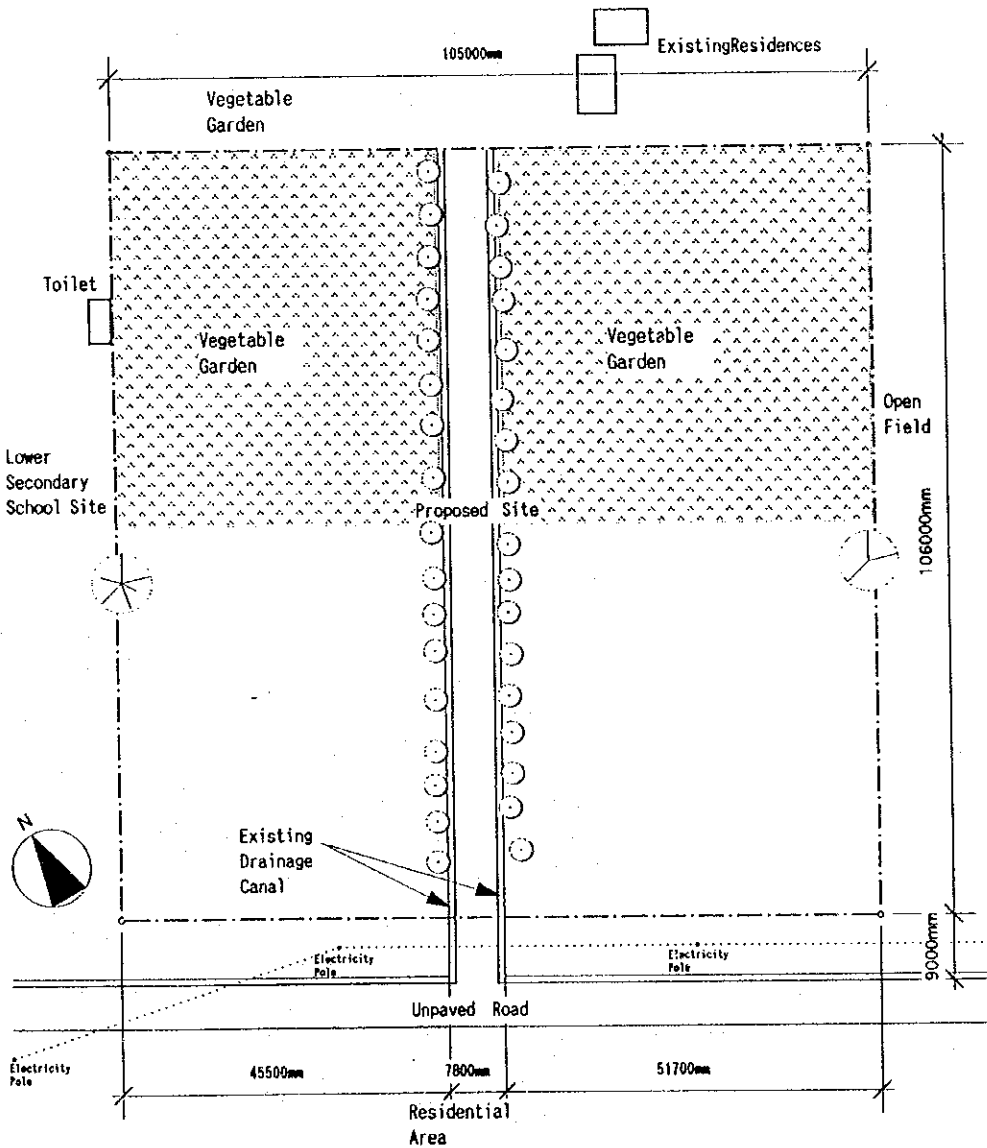 105000mm
ExistingResidences
Vegetable
Garden
Toilet
Vegetable
Garden
Vegetable
Garden
Open
Field
Lower
Secondary
School Site
Proposed Site
106000mm
N
Existing
Drainage
Canal
Electricity
Pole
Electricity
Pole
9000mm
Unpaved Road
Electricity
Pole
45500mm
7800mm
51700mm
Residential
Area